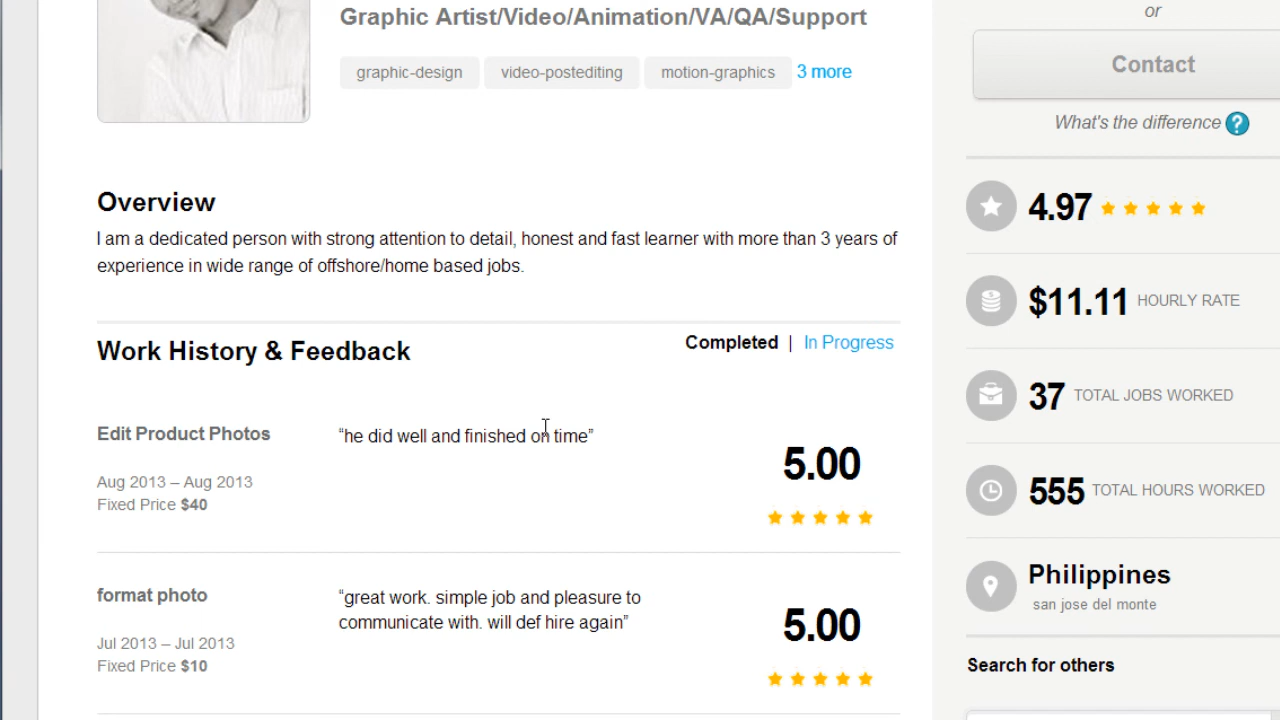 Graphic Artist/Video/Animation/VA/QA/Support
graphic-design video-postediting motion-graphics 3 more
Overview
I am a dedicated person with strong attention to detail, honest and fast learner with more than 3 years of
experience in wide range of offshore/home based jobs.
Work History & Feedback
Completed | In Progress
Edit Product Photos
"he did well and finished on time"
5.00
Aug 2013 – Aug 2013
Fixed Price $40
format photo
"great work. simple job and pleasure to
communicate with. will def hire again"
5.00
Jul 2013 – Jul 2013
Fixed Price $10
or
Contact
What's the difference ?
4.97
$11.11 HOURLY RATE
37 TOTAL JOBS WORKED
555 TOTAL HOURS WORKED
Philippines
san jose del monte
Search for others